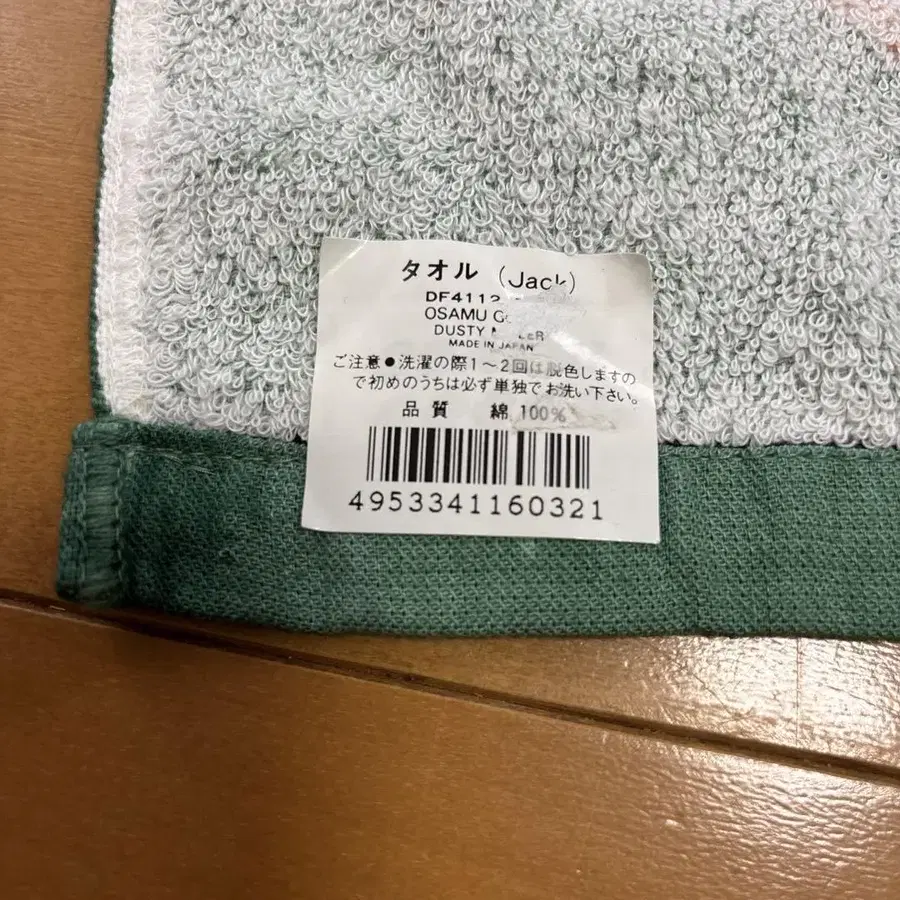 タオル (Jack)
DF4112
OSAMU
DUSTY
MADE IN JAPAN
ご注意●洗濯の際1〜2回は脱色しますの
で初めのうちは必ず単独でお洗い下さい。
品質 綿 100%
4953341160321